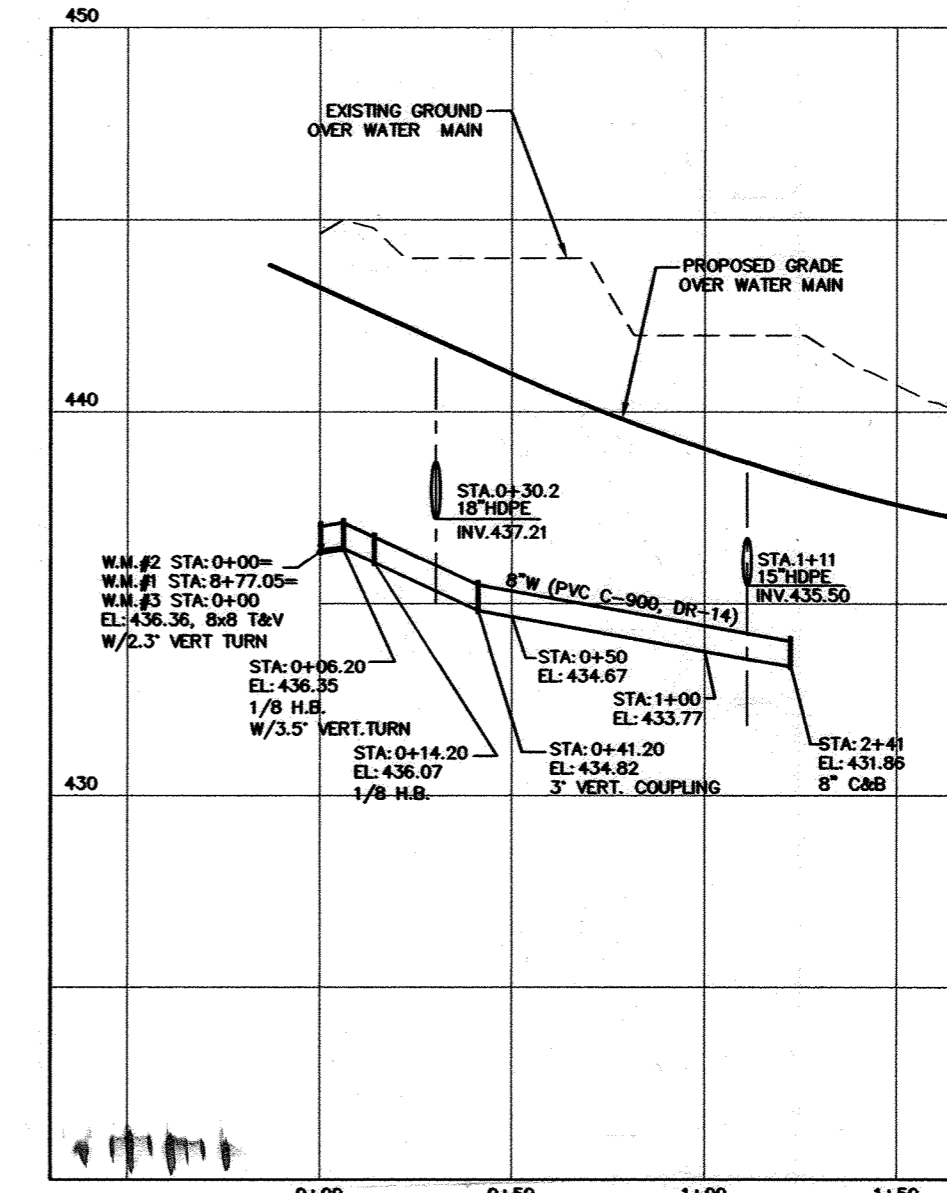 450
EXISTING GROUND
OVER WATER MAIN
PROPOSED GRADE
OVER WATER MAIN
440
STA.0+30.2
18"HDPE
INV.437.21
W.M.#2 STA: 0+00=
W.M.#1 STA: 8+77.05=
W.M.#3 STA: 0+00
EL: 436.36, 8x8 T&V
W/2.3° VERT TURN
8"W (PVC C-900, DR-14)
STA.1+11
15"HDPE
INV.435.50
STA: 0+06.20
EL: 436.35
1/8 H.B.
W/3.5° VERT.TURN
STA: 0+50
EL: 434.67
STA: 1+00
EL: 433.77
STA: 0+14.20
EL: 436.07
1/8 H.B.
STA: 0+41.20
EL: 434.82
3° VERT. COUPLING
STA: 2+41
EL: 431.86
8" C&B
430
0+00 0+50 1+00 1+50